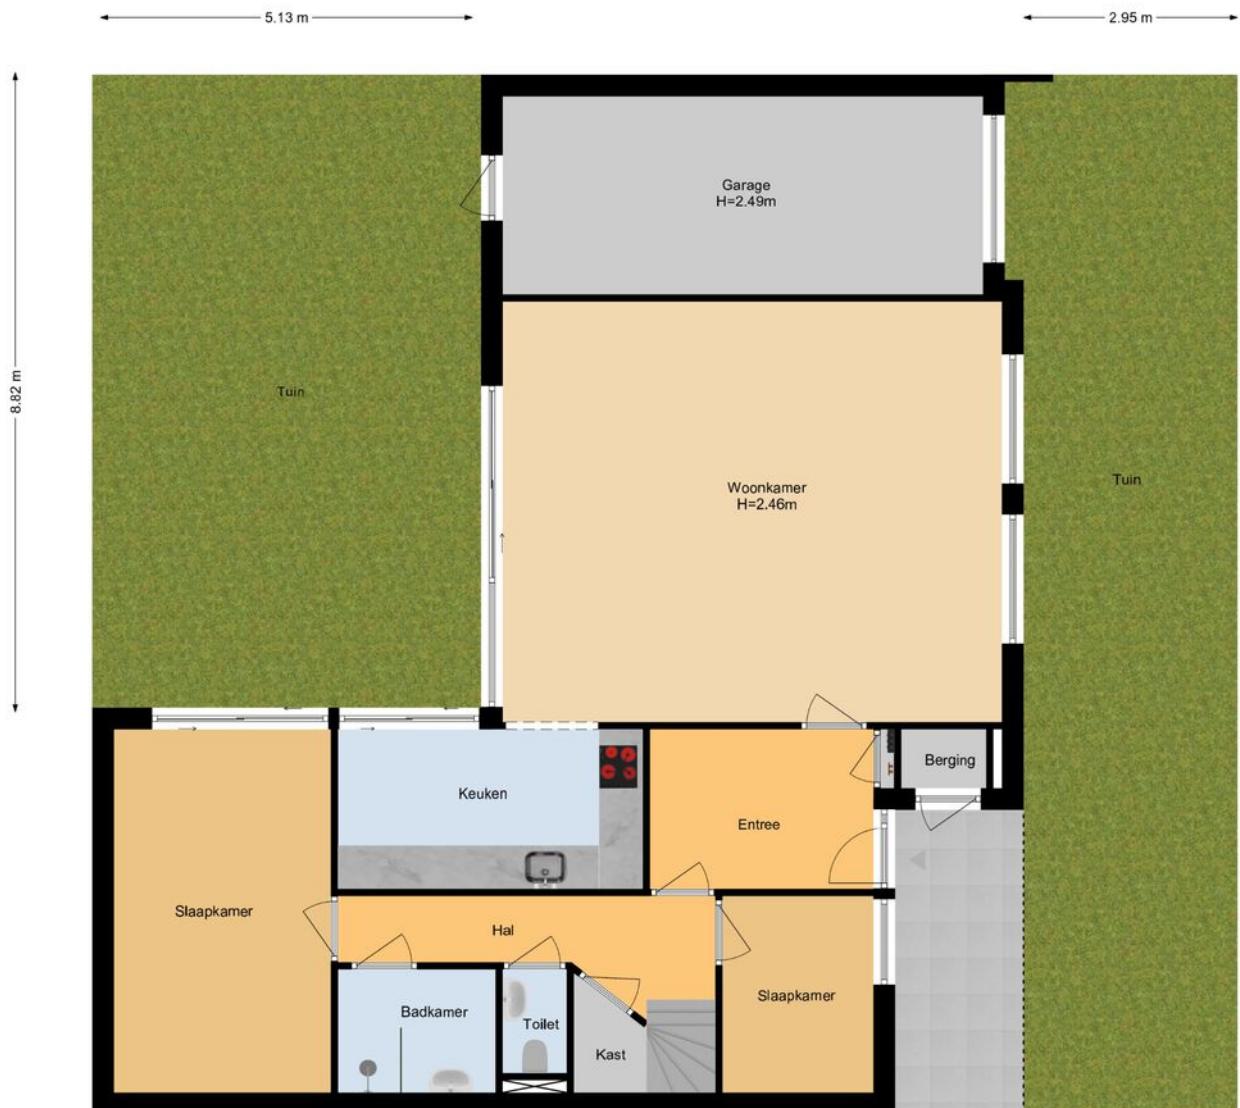 5.13 m
2.95 m
8.82 m
Garage
H=2.49m
Tuin
Woonkamer
H=2.46m
Tuin
Berging
Keuken
Entree
Slaapkamer
Hal
Slaapkamer
Badkamer
Toilet
Kast